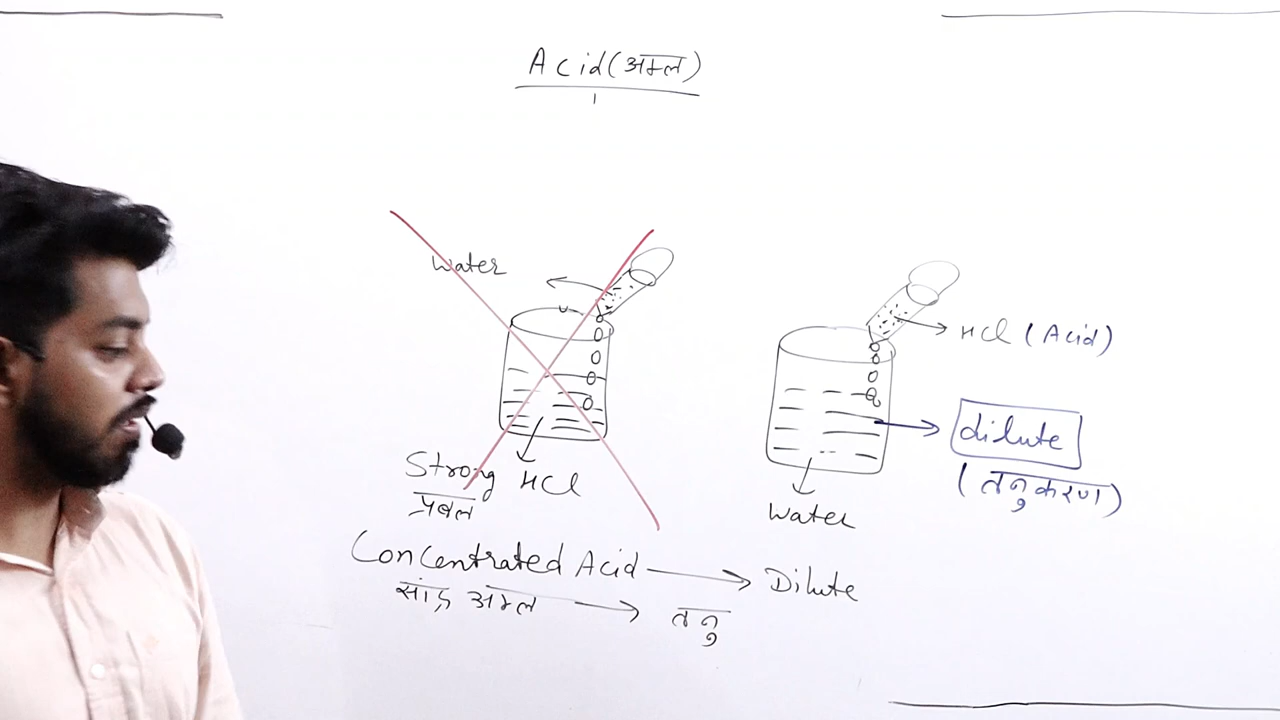 Acid (अम्ल)
Water
HCl (Acid)
dilute
(तनुकरण)
Strong HCl
प्रबल
Water
Concentrated Acid → Dilute
सांद्र अम्ल → तनु